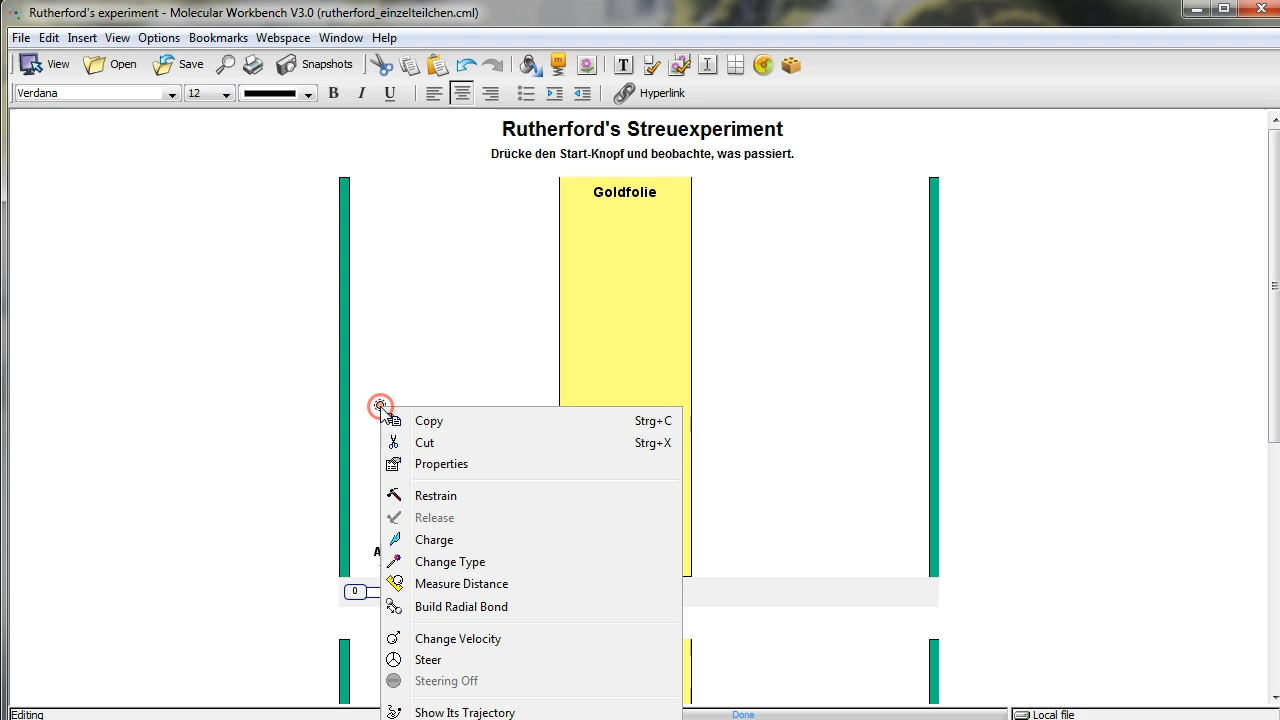 Rutherford's experiment - Molecular Workbench V3.0 (rutherford_einzelteilchen.cml)
File Edit Insert View Options Bookmarks Webspace Window Help
View Open Save Snapshots
Verdana 12 B I U Hyperlink
Rutherford's Streuexperiment
Drücke den Start-Knopf und beobachte, was passiert.
Goldfolie
Copy Strg+C
Cut Strg+X
Properties
Restrain
Release
Charge
A
Change Type
Measure Distance
0
Build Radial Bond
Change Velocity
Steer
Steering Off
Show Its Trajectory
Editing Done Local file